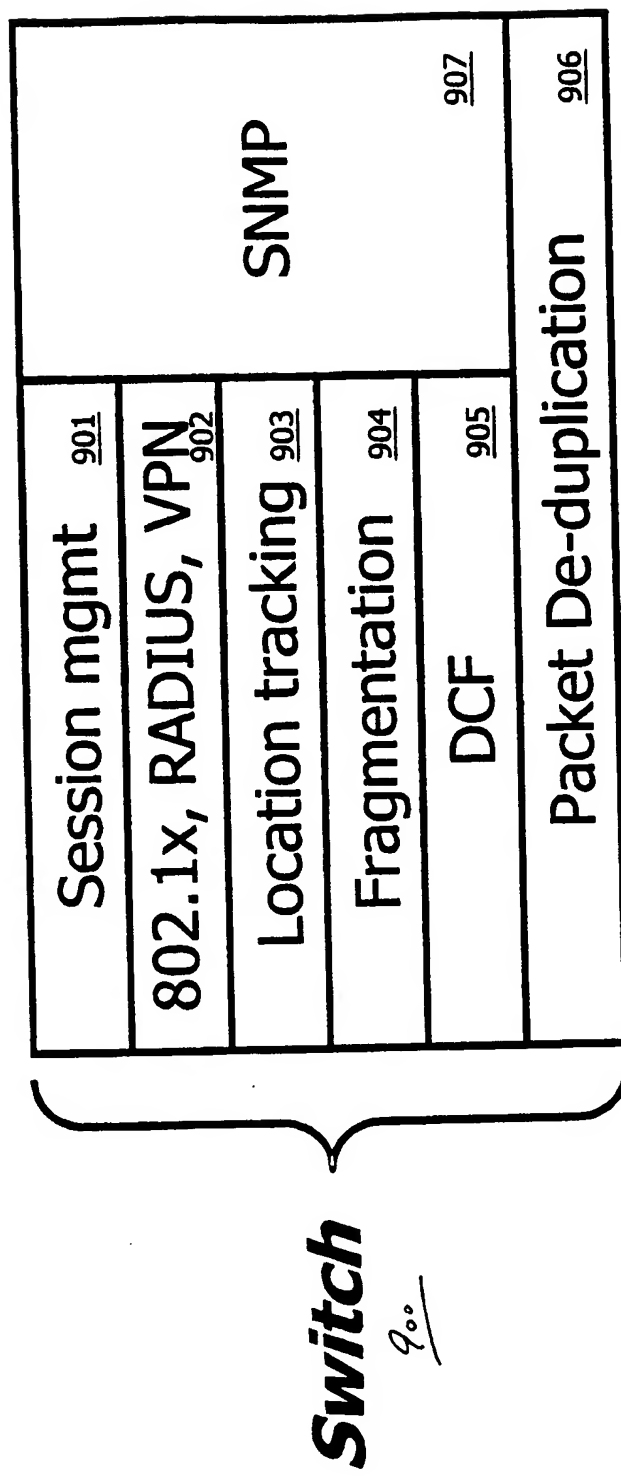 Switch
900
Session mgmt 901
802.1x, RADIUS, VPN 902
Location tracking 903
Fragmentation 904
DCF 905
SNMP 907
Packet De-duplication 906